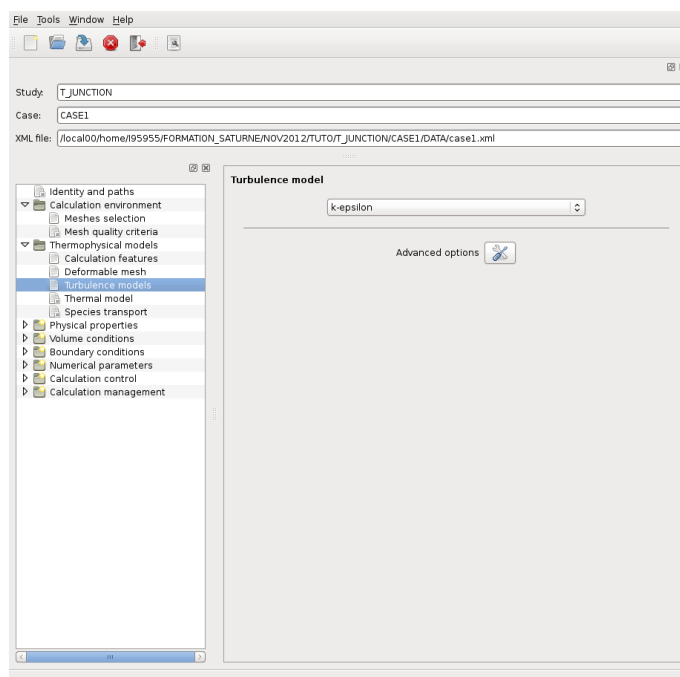 File Tools Window Help
Study: T_JUNCTION
Case: CASE1
XML file: /local00/home/I95955/FORMATION_SATURNE/NOV2012/TUTO/T_JUNCTION/CASE1/DATA/case1.xml
Identity and paths
Calculation environment
Meshes selection
Mesh quality criteria
Thermophysical models
Calculation features
Deformable mesh
Turbulence models
Thermal model
Species transport
Physical properties
Volume conditions
Boundary conditions
Numerical parameters
Calculation control
Calculation management
Turbulence model
k-epsilon
Advanced options